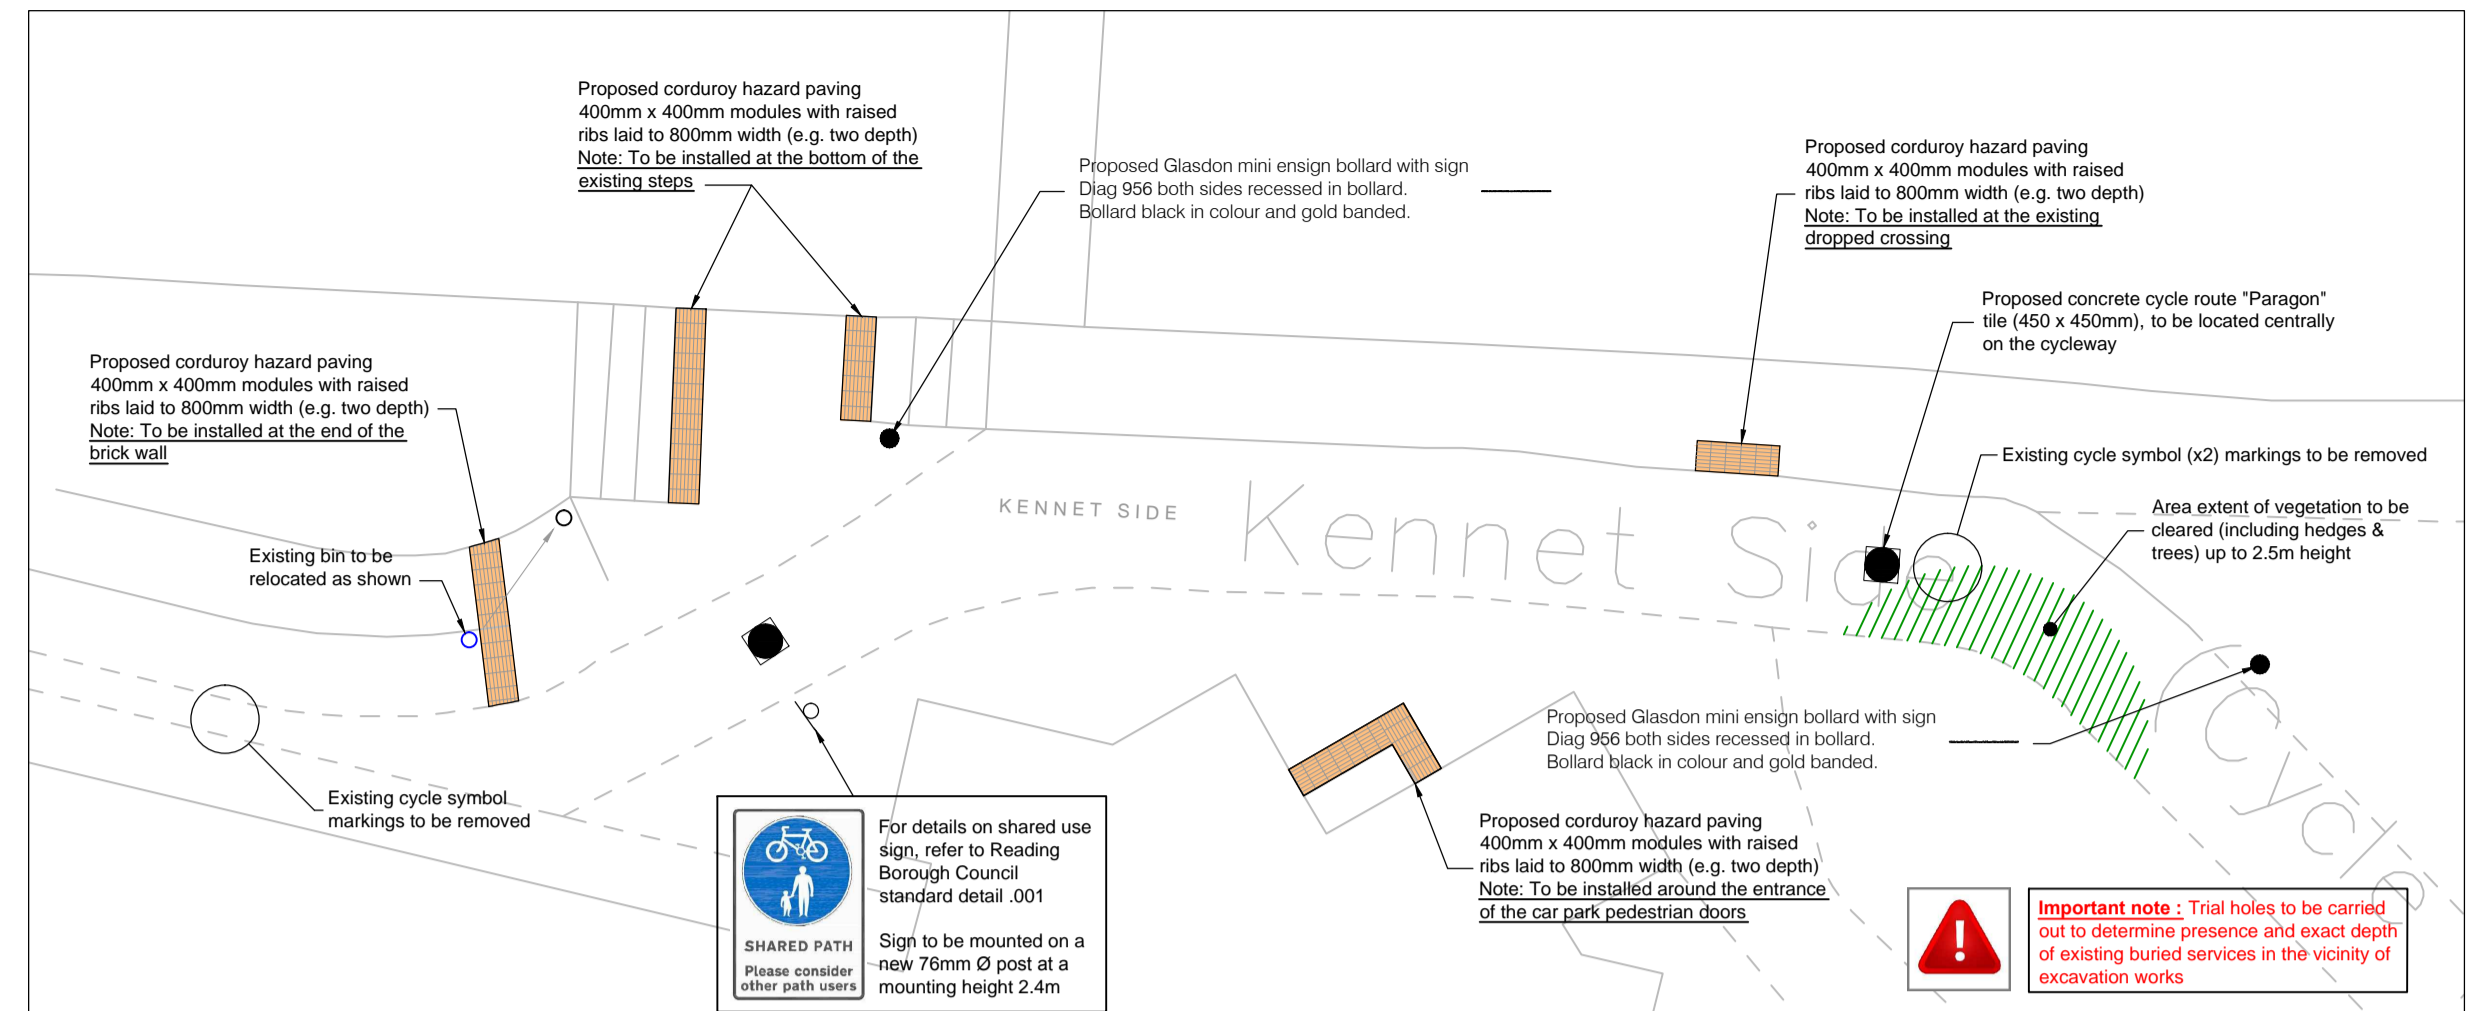 Proposed corduroy hazard paving
400mm x 400mm modules with raised
ribs laid to 800mm width (e.g. two depth)
Note: To be installed at the bottom of the
existing steps
Proposed Glasdon mini ensign bollard with sign
Diag 956 both sides recessed in bollard.
Bollard black in colour and gold banded.
Proposed corduroy hazard paving
400mm x 400mm modules with raised
ribs laid to 800mm width (e.g. two depth)
Note: To be installed at the existing
dropped crossing
Proposed concrete cycle route "Paragon"
tile (450 x 450mm), to be located centrally
on the cycleway
Proposed corduroy hazard paving
400mm x 400mm modules with raised
ribs laid to 800mm width (e.g. two depth)
Note: To be installed at the end of the
brick wall
Existing cycle symbol (x2) markings to be removed
Area extent of vegetation to be
cleared (including hedges &
trees) up to 2.5m height
KENNET SIDE
Kennet Side
(Cycle
Existing bin to be
relocated as shown
Existing cycle symbol
markings to be removed
SHARED PATH
Please consider
other path users
For details on shared use
sign, refer to Reading
Borough Council
standard detail .001
Sign to be mounted on a
new 76mm Ø post at a
mounting height 2.4m
Proposed Glasdon mini ensign bollard with sign
Diag 956 both sides recessed in bollard.
Bollard black in colour and gold banded.
Proposed corduroy hazard paving
400mm x 400mm modules with raised
ribs laid to 800mm width (e.g. two depth)
Note: To be installed around the entrance
of the car park pedestrian doors
!
Important note : Trial holes to be carried
out to determine presence and exact depth
of existing buried services in the vicinity of
excavation works